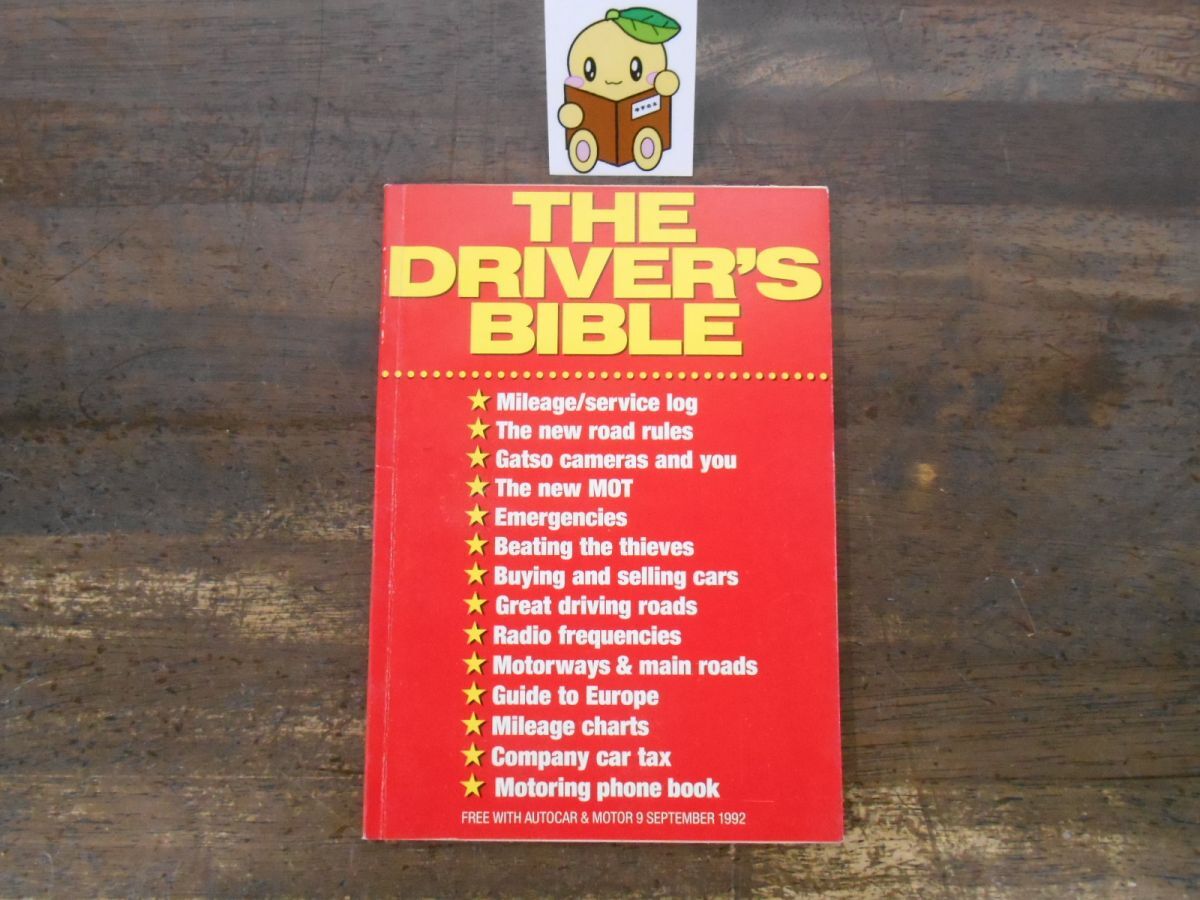 THE
DRIVER'S
BIBLE
Mileage/service log
The new road rules
Gatso cameras and you
The new MOT
Emergencies
Beating the thieves
Buying and selling cars
Great driving roads
Radio frequencies
Motorways & main roads
Guide to Europe
Mileage charts
Company car tax
Motoring phone book
FREE WITH AUTOCAR & MOTOR 9 SEPTEMBER 1992